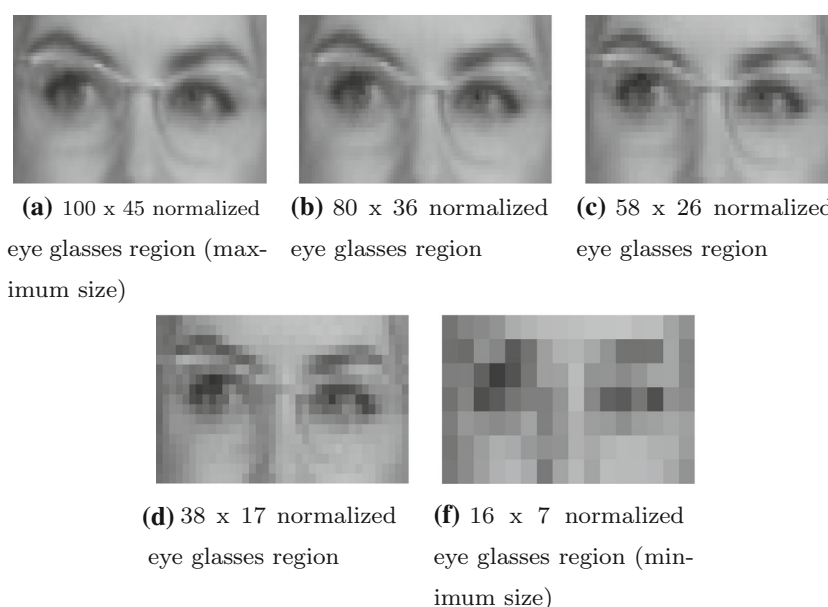 (a) 100 x 45 normalized
eye glasses region (max-
imum size)
(b) 80 x 36 normalized
eye glasses region
(c) 58 x 26 normalized
eye glasses region
(d) 38 x 17 normalized
eye glasses region
(f) 16 x 7 normalized
eye glasses region (min-
imum size)